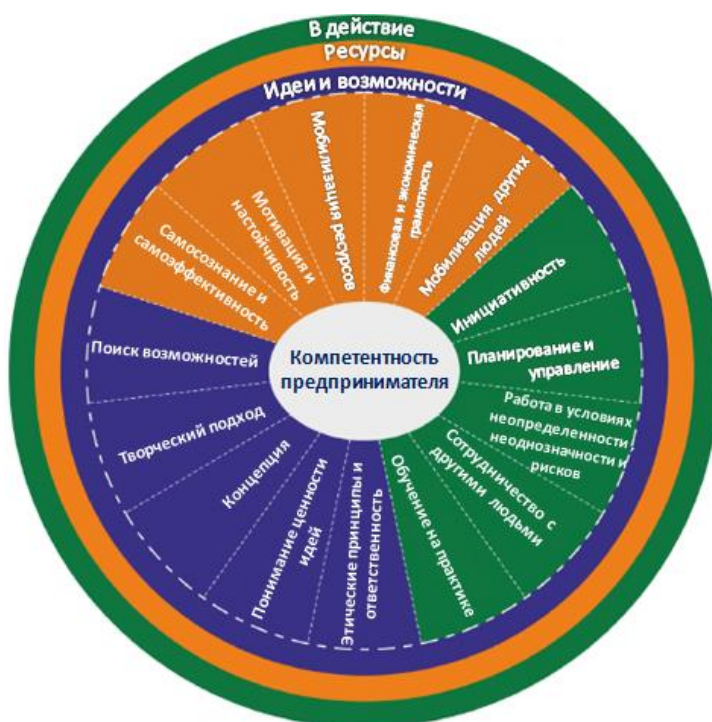 В действие
Ресурсы
Идеи и возможности
Самосознание и
самоэффективность
Мотивация и
настойчивость
Мобилизация ресурсов
Финансовая и экономическая
грамотность
Мобилизация других
людей
Инициативность
Планирование и
управление
Работа в условиях
неопределенности
неоднозначности и
рисков
Сотрудничество с
другими людьми
Обучение на практике
Этические принципы и
ответственность
Понимание ценности
идей
Концепция
Творческий подход
Поиск возможностей
Компетентность
предпринимателя